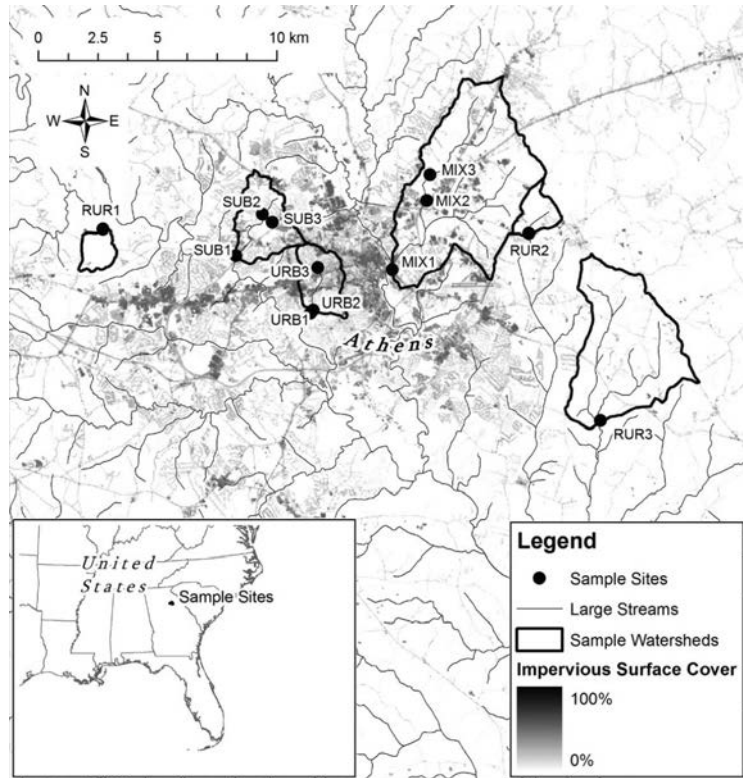 0 2.7 5 10 km
N
W E
S
MIX3
RUR1
SUB2
MIX2
SUB3
RUR2
SUB1
MIX1
URB3
URB2
URB1
Athens
RUR3
United
States
Sample Sites
Legend
Sample Sites
Large Streams
Sample Watersheds
Impervious Surface Cover
100%
0%